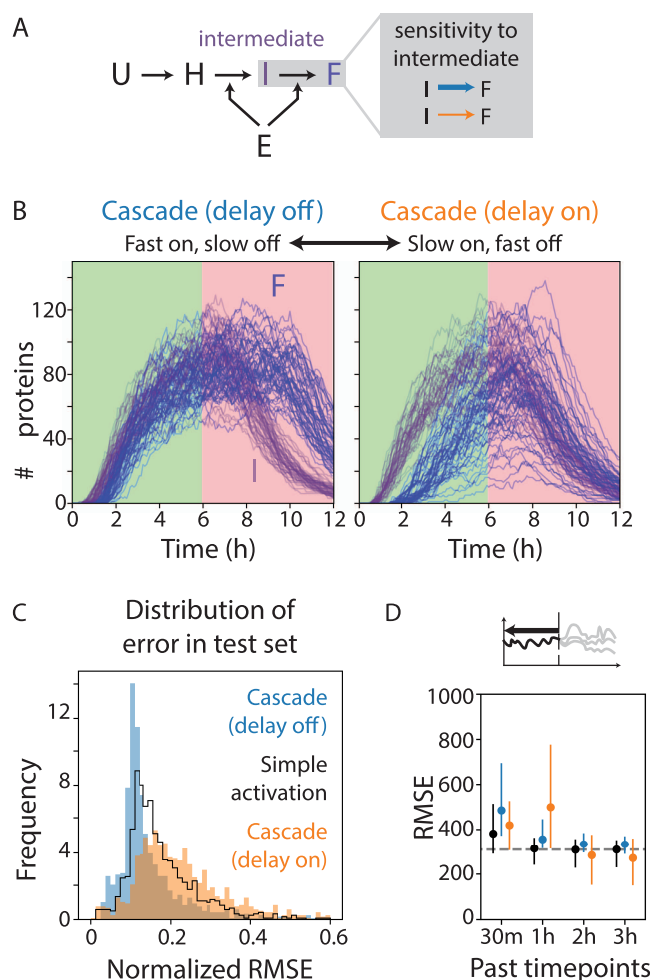 A
intermediate
U → H → I → F
E
sensitivity to
intermediate
I → F
I → F
B
Cascade (delay off)
Cascade (delay on)
Fast on, slow off
Slow on, fast off
# proteins
120
80
40
0
F
I
0 2 4 6 8 10 12
0 2 4 6 8 10 12
Time (h)
Time (h)
C
Distribution of
error in test set
Frequency
12
8
4
0
Cascade
(delay off)
Simple
activation
Cascade
(delay on)
0 0.2 0.4 0.6
Normalized RMSE
D
RMSE
1000
800
600
400
200
0
30m 1h 2h 3h
Past timepoints